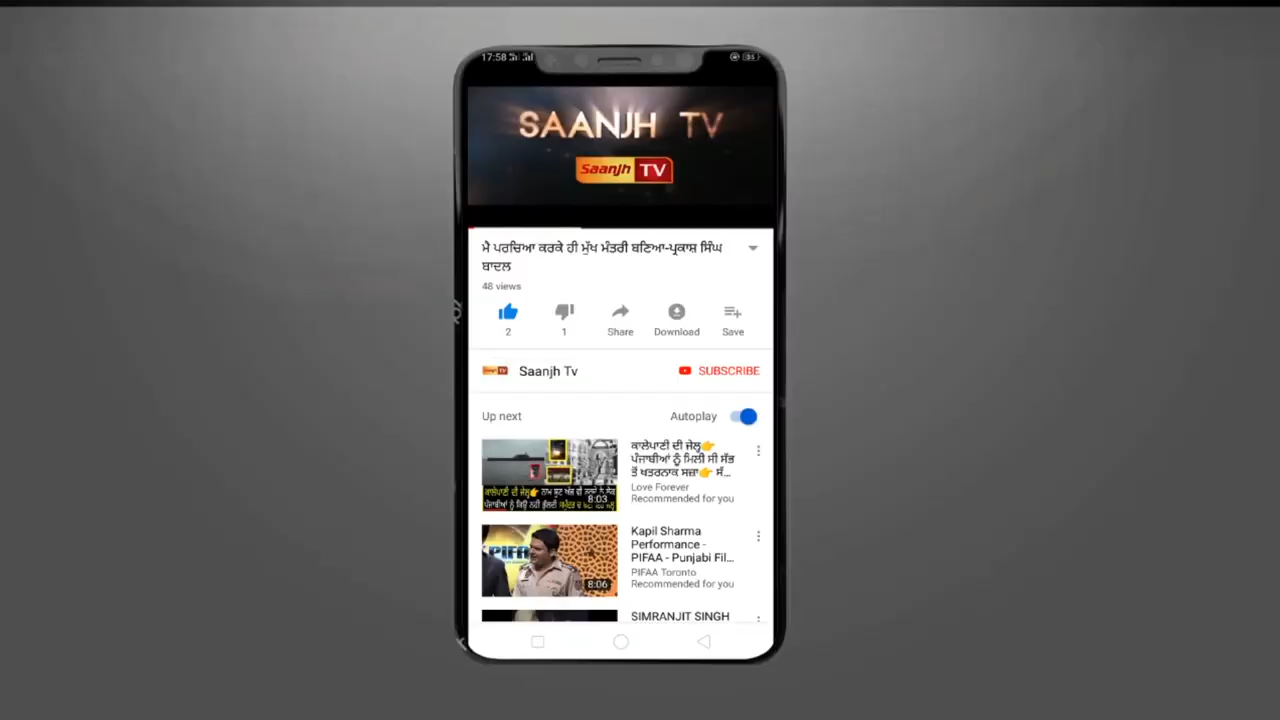 17:58
85
SAANJH TV
Saanjh TV
ਮੈ ਪਰਚਿਆ ਕਰਕੇ ਹੀ ਮੁੱਖ ਮੰਤਰੀ ਬਣਿਆ-ਪ੍ਰਕਾਸ਼ ਸਿੰਘ
ਬਾਦਲ
48 views
2
1
Share
Download
Save
Saanjh Tv
SUBSCRIBE
Up next
Autoplay
ਕਾਲੇਪਾਣੀ ਦੀ ਜੇਲ੍ਹ👉
ਪੰਜਾਬੀਆਂ ਨੂੰ ਮਿਲੀ ਸੀ ਸੱਭ
ਤੋਂ ਖਤਰਨਾਕ ਸਜ਼ਾ👉 ਸੰ...
Love Forever
Recommended for you
ਕਾਲੇਪਾਣੀ ਦੀ ਜੇਲ੍ਹ👉
8:03
Kapil Sharma
Performance -
PIFAA - Punjabi Fil...
PIFAA Toronto
Recommended for you
PIFA
8:06
SIMRANJIT SINGH